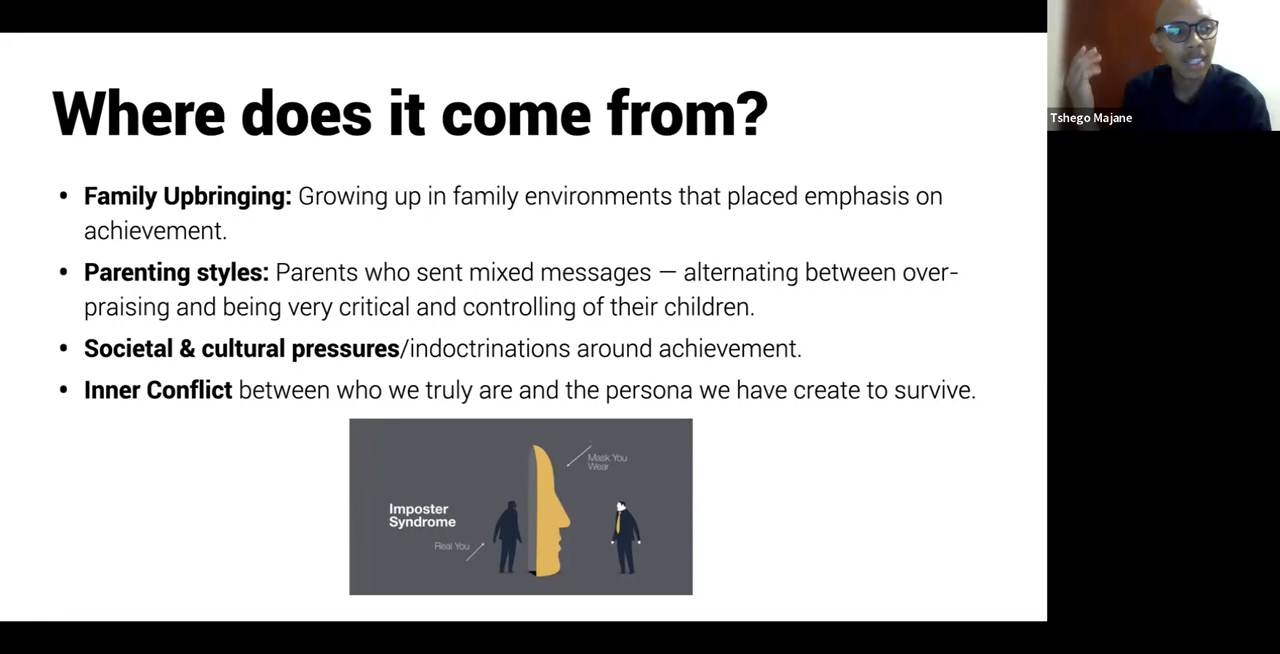 Where does it come from?
• Family Upbringing: Growing up in family environments that placed emphasis on
achievement.
• Parenting styles: Parents who sent mixed messages — alternating between over-
praising and being very critical and controlling of their children.
• Societal & cultural pressures/indoctrinations around achievement.
• Inner Conflict between who we truly are and the persona we have create to survive.
Mask You
Wear
Imposter
Syndrome
Real You
Tshego Majane